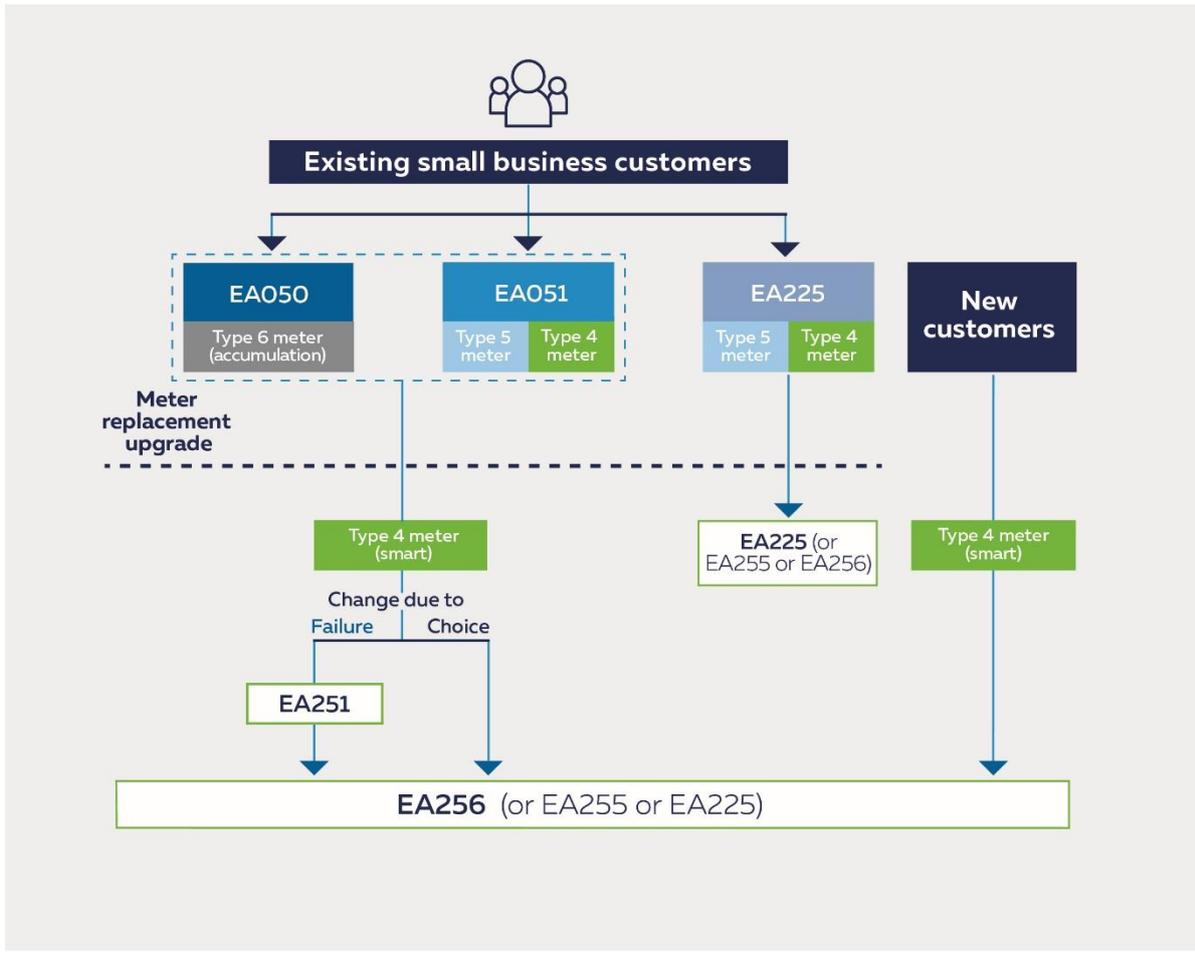 Existing small business customers
EA050
Type 6 meter
(accumulation)
EA051
Type 5
meter
Type 4
meter
EA225
Type 5
meter
Type 4
meter
New
customers
Meter
replacement
upgrade
Type 4 meter
(smart)
EA225 (or
EA255 or EA256)
Type 4 meter
(smart)
Change due to
Failure
Choice
EA251
EA256 (or EA255 or EA225)